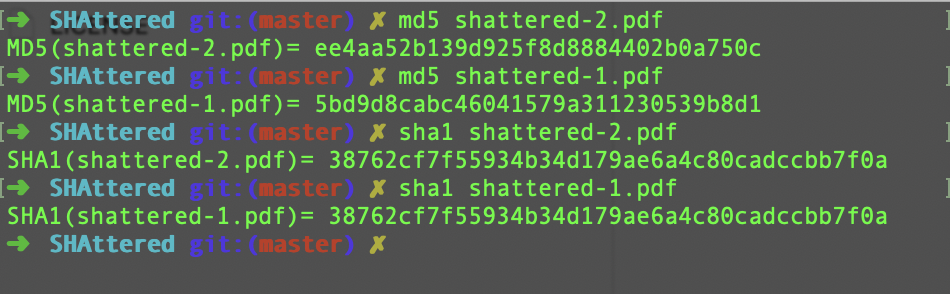 ➜ SHAttered git:(master) ✗ md5 shattered-2.pdf
MD5(shattered-2.pdf)= ee4aa52b139d925f8d8884402b0a750c
➜ SHAttered git:(master) ✗ md5 shattered-1.pdf
MD5(shattered-1.pdf)= 5bd9d8cabc46041579a311230539b8d1
➜ SHAttered git:(master) ✗ sha1 shattered-2.pdf
SHA1(shattered-2.pdf)= 38762cf7f55934b34d179ae6a4c80cadccbb7f0a
➜ SHAttered git:(master) ✗ sha1 shattered-1.pdf
SHA1(shattered-1.pdf)= 38762cf7f55934b34d179ae6a4c80cadccbb7f0a
➜ SHAttered git:(master) ✗